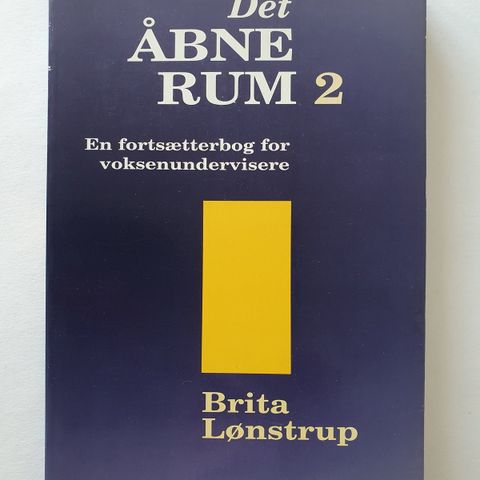 Det
ÅBNE
RUM 2
En fortsætterbog for
voksenundervisere
Brita
Lønstrup